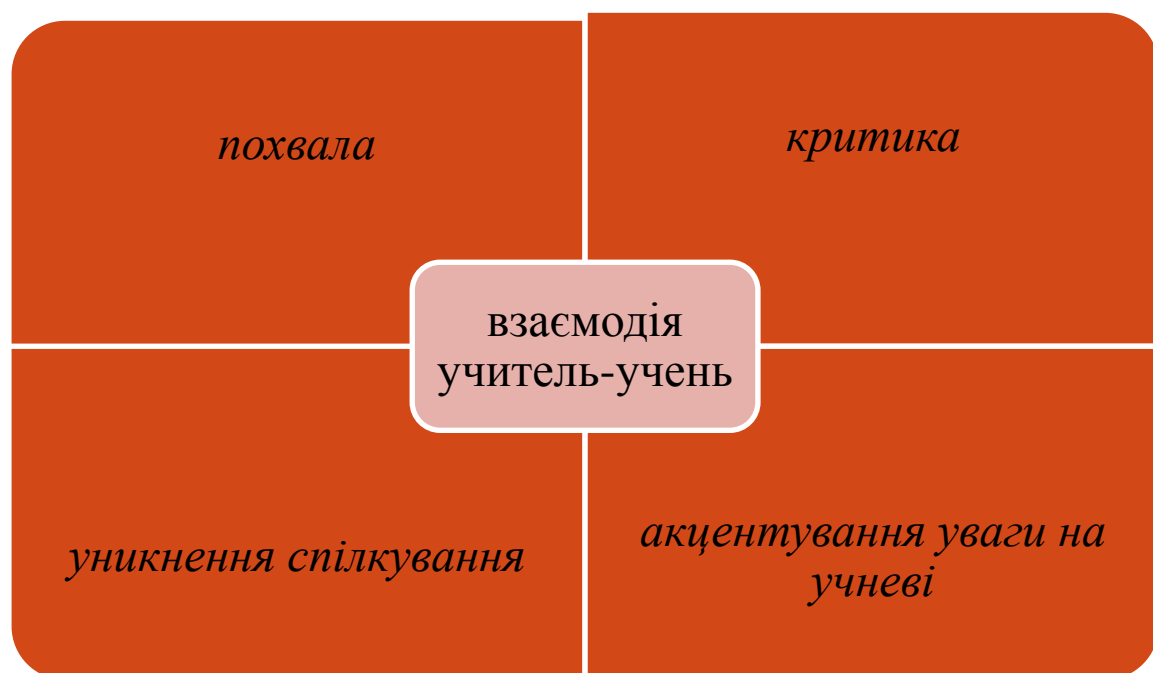 похвала
критика
взаємодія
учитель-учень
уникнення спілкування
акцентування уваги на
учневі